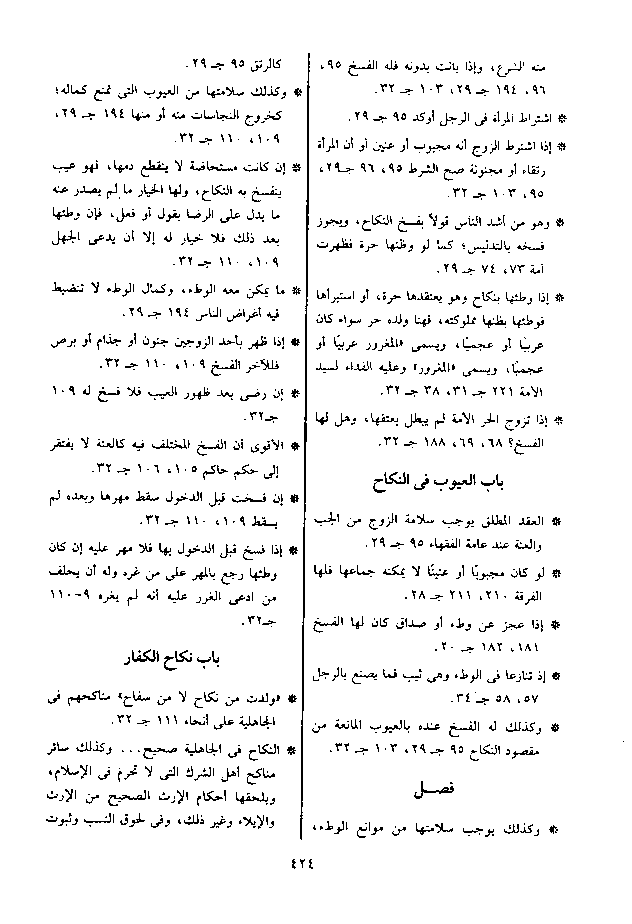 منه الشرع، وإذا بانت بدونه فله الفسخ ٩٥،
٩٦، ١٩٤ جـ ٢٩، ١٠٣ جـ ٣٢.
* اشتراط المرأة فى الرجل أوكد ٩٥ جـ ٢٩.
* إذا اشترط الزوج أنه مجبوب أو عنين أو أن المرأة
رتقاء أو مجنونة صح الشرط ٩٥، ٩٦ جـ٢٩،
٩٥، ١٠٣ جـ ٣٢.
* وهو من أشد الناس قولاً بفسخ النكاح، ويجوز
فسخه بالتدليس؛ كما لو وظنها حرة فظهرت
أمة ٧٣، ٧٤ جـ ٢٩.
* إذا وطئها بنكاح وهو يعتقدها حرة، أو استبرأها
فوطئها بظنها مملوكته، فهنا ولده حر سواء كان
عربيًا أو عجميًا، ويسمى «المغرور عربيًا أو
عجميًا، ويسمى «المغرور» وعليه الفداء لسيد
الأمة ٢٢١ جـ ٣١، ٣٨ جـ ٣٢.
* إذا تزوج الحر الأمة لم يبطل بعتقها، وهل لها
الفسخ؟ ٦٨، ٦٩، ١٨٨ جـ ٣٢.
باب العيوب فى النكاح
* العقد المطلق يوجب سلامة الزوج من الجب
والعنة عند عامة الفقهاء ٩٥ جـ ٢٩.
* لو كان مجبوبًا أو عنينًا لا يمكنه جماعها فلها
الفرقة ٢١٠، ٢١١ جـ ٢٨.
* إذا عجز عن وطء أو صداق كان لها الفسخ
١٨١، ١٨٢ جـ ٢٠.
* إذ تنازعا فى الوطء وهى ثيب فما يصنع بالرجل
٥٧، ٥٨ جـ ٣٤.
* وكذلك له الفسخ عنده بالعيوب المانعة من
مقصود النكاح ٩٥ جـ ٢٩، ١٠٣ جـ ٣٢.
فصـل
* وكذلك يوجب سلامتها من موانع الوطء،
كالرتق ٩٥ جـ ٢٩.
* وكذلك سلامتها من العيوب التى تمنع كماله؛
كخروج النجاسات منه أو منها ١٩٤ جـ ٢٩،
١٠٩، ١١٠ جـ ٣٢.
* إن كانت مستحاضة لا ينقطع دمها، فهو عيب
ينفسخ به النكاح، ولها الخيار ما لم يصدر عنه
ما يدل على الرضا بقول أو فعل، فإن وطئها
بعد ذلك فلا خيار له إلا أن يدعى الجهل
١٠٩، ١١٠ جـ ٣٢.
* ما يمكن معه الوطء، وكمال الوطء لا تنضبط
فيه أغراض الناس ١٩٤ جـ ٢٩.
* إذا ظهر بأحد الزوجين جنون أو جذام أو برص
فللآخر الفسخ ١٠٩، ١١٠ جـ ٣٢.
* إن رضى بعد ظهور العيب فلا فسخ له ١٠٩
جـ٣٢.
* الأقوى أن الفسخ المختلف فيه كالعنة لا يفتقر
إلى حكم حاكم ١٠٥، ١٠٦ جـ ٣٢.
* إن فسخت قبل الدخول سقط مهرها وبعده لم
يسقط ١٠٩، ١١٠ جـ ٣٢.
* إذا فسخ قبل الدخول بها فلا مهر عليه إن كان
وطئها رجع بالمهر على من غره وله أن يحلف
من ادعى الغرر عليه أنه لم يغره ٩-١١٠
جـ٣٢.
باب نكاح الكفار
* «ولدت من نكاح لا من سفاح» مناكحهم فى
الجاهلية على أنحاء ١١١ جـ ٣٢.
* النكاح فى الجاهلية صحيح... وكذلك سائر
مناكح أهل الشرك التى لا تحرم فى الإسلام،
ويلحقها أحكام الإرث الصحيح من الإرث
والإيلاء وغير ذلك، وفى لحوق النسب وثبوت
٤٢٤